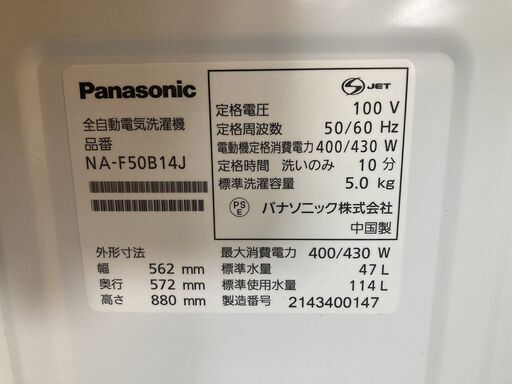 Panasonic
全自動電気洗濯機
品番
NA-F50B14J
外形寸法
幅 562 mm
奥行 572 mm
高さ 880 mm
S JET
定格電圧 100 V
定格周波数 50/60 Hz
電動機定格消費電力 400/430 W
定格時間 洗いのみ 10 分
標準洗濯容量 5.0 kg
PS E パナソニック株式会社
中国製
最大消費電力 400/430 W
標準水量 47 L
標準使用水量 114 L
製造番号 2143400147